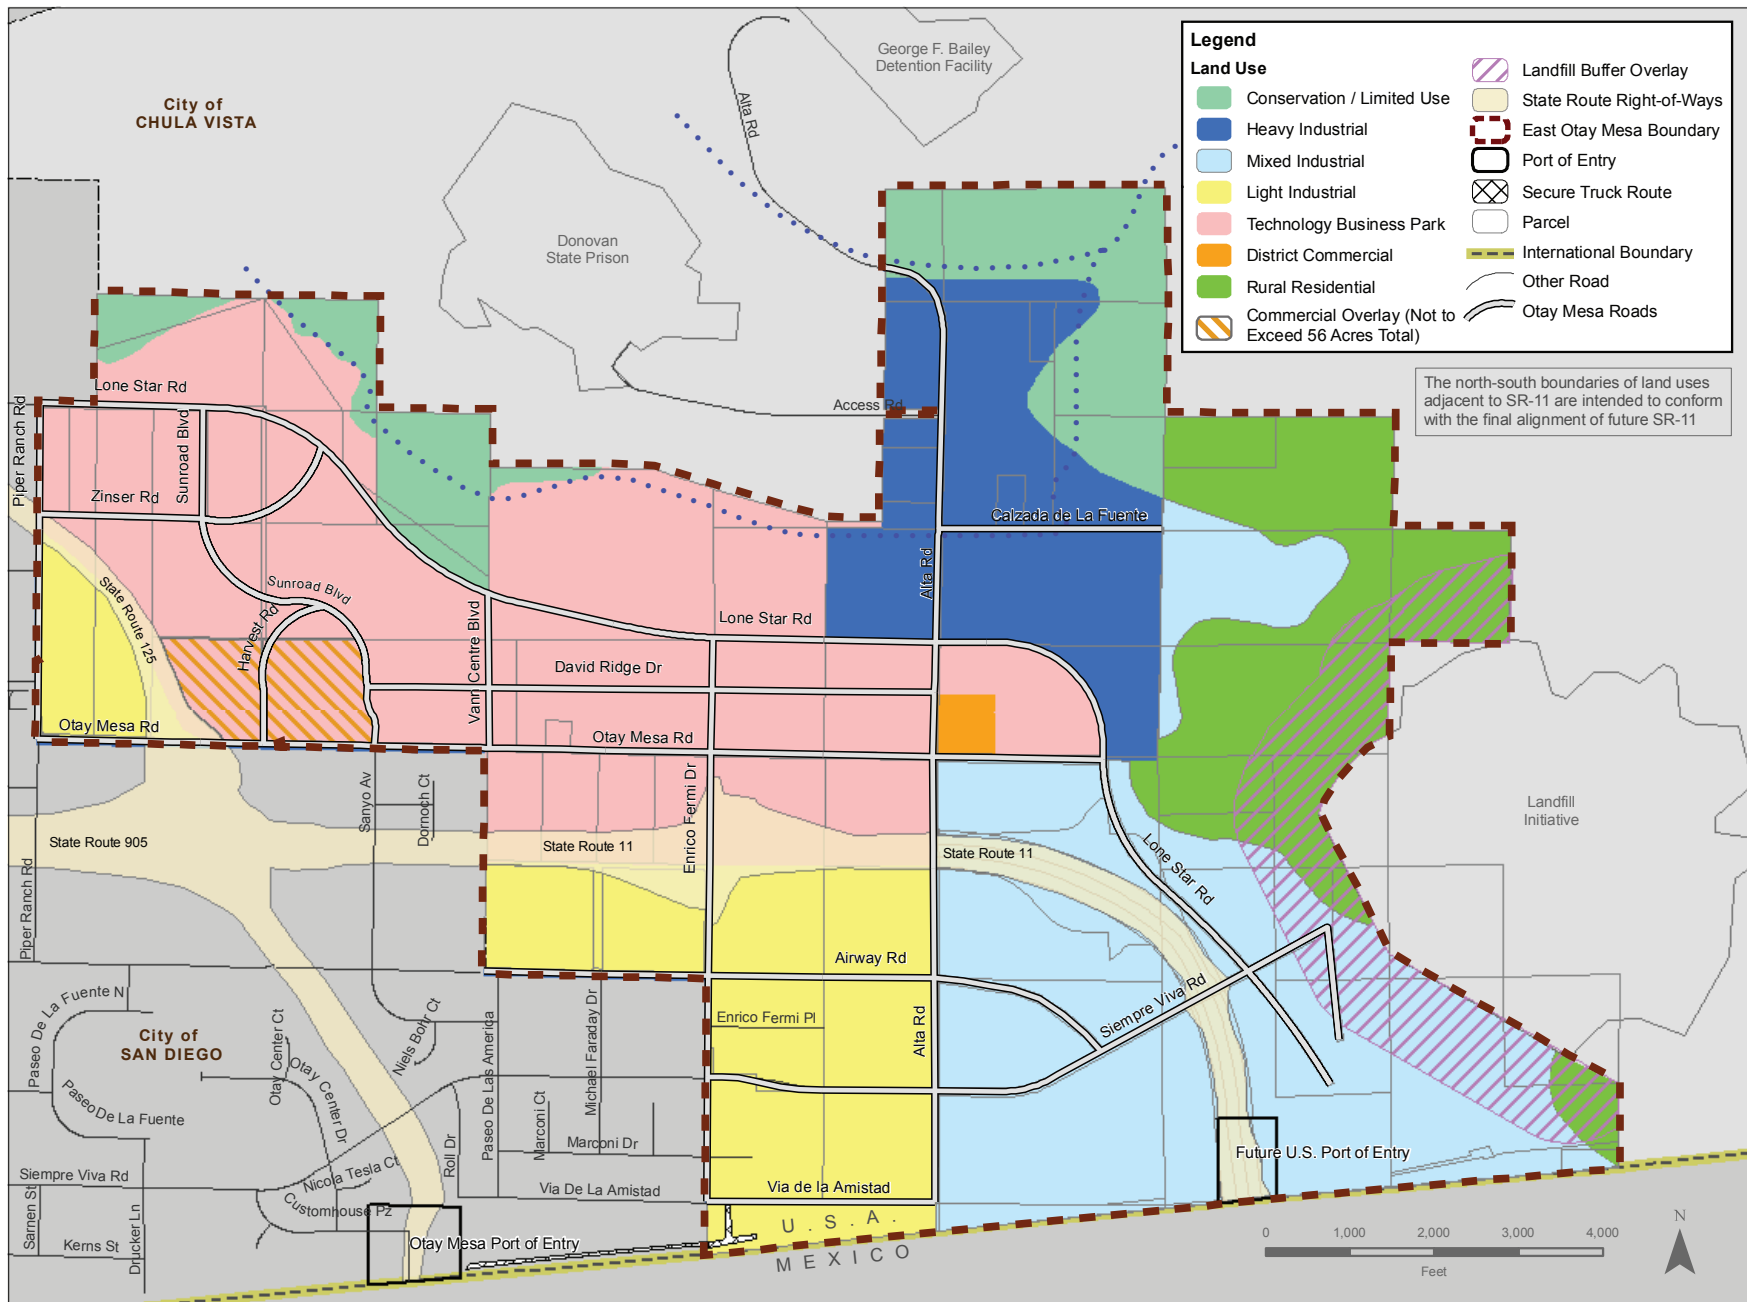 City of
CHULA VISTA
George F. Bailey
Detention Facility
Alta Rd
Donovan
State Prison
Access Rd
Legend
Land Use
Conservation / Limited Use
Heavy Industrial
Mixed Industrial
Light Industrial
Technology Business Park
District Commercial
Rural Residential
Commercial Overlay (Not to
Exceed 56 Acres Total)
Landfill Buffer Overlay
State Route Right-of-Ways
East Otay Mesa Boundary
Port of Entry
Secure Truck Route
Parcel
International Boundary
Other Road
Otay Mesa Roads
The north-south boundaries of land uses
adjacent to SR-11 are intended to conform
with the final alignment of future SR-11
Lone Star Rd
Piper Ranch Rd
Sunroad Blvd
Zinser Rd
Calzada de La Fuente
Alta Rd
State Route 125
Sunroad Blvd
Harvest Rd
Vann Centre Blvd
Lone Star Rd
David Ridge Dr
Otay Mesa Rd
Otay Mesa Rd
Sanyo Av
Dornoch Ct
Enrico Fermi Dr
State Route 905
State Route 11
State Route 11
Lone Star Rd
Landfill
Initiative
Piper Ranch Rd
Airway Rd
Siempre Viva Rd
Paseo De La Fuente N
City of
SAN DIEGO
Otay Center Ct
Niels Bohr Ct
Paseo De Las America
Michael Faraday Dr
Enrico Fermi Pl
Alta Rd
Paseo De La Fuente
Otay Center Dr
Marconi Ct
Marconi Dr
Roll Dr
Siempre Viva Rd
Nicola Tesla Ct
Via De La Amistad
Via de la Amistad
Future U.S. Port of Entry
Customhouse Pz
Sarnen St
Kerns St
Drucker Ln
Otay Mesa Port of Entry
U.S.A.
MEXICO
0 1,000 2,000 3,000 4,000
Feet
N